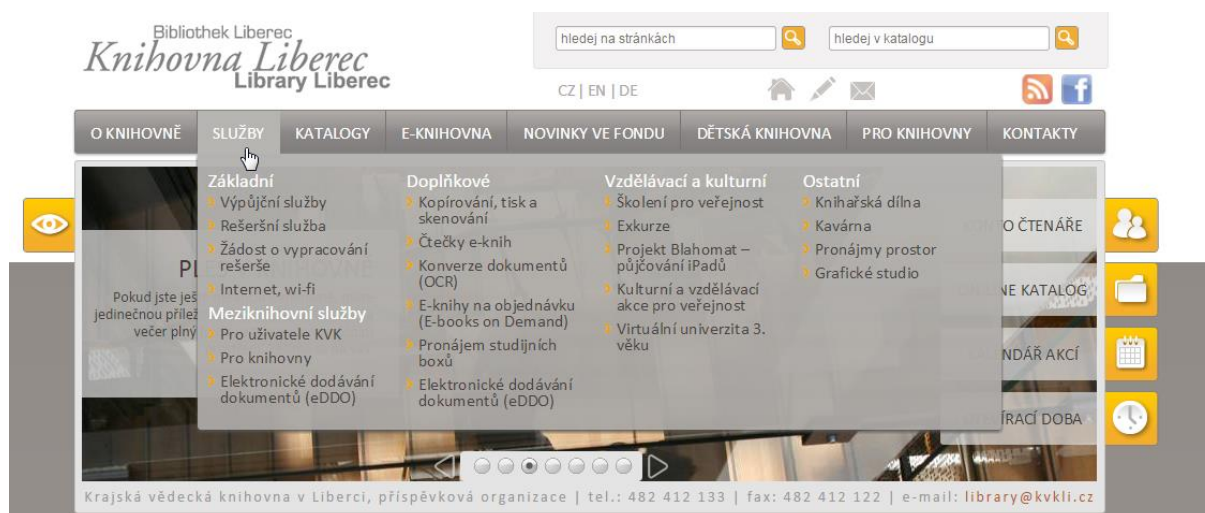 Bibliothek Liberec
Knihovna Liberec
Library Liberec
hledej na stránkách
hledej v katalogu
CZ | EN | DE
O KNIHOVNĚ SLUŽBY KATALOGY E-KNIHOVNA NOVINKY VE FONDU DĚTSKÁ KNIHOVNA PRO KNIHOVNY KONTAKTY
Základní
Výpůjční služby
Rešeršní služba
Žádost o vypracování
rešerše
Internet, wi-fi
Meziknihovní služby
Pro uživatele KVK
Pro knihovny
Elektronické dodávání
dokumentů (eDDO)
Doplňkové
Kopírování, tisk a
skenování
Čtečky e-knih
Konverze dokumentů
(OCR)
E-knihy na objednávku
(E-books on Demand)
Pronájem studijních
boxů
Elektronické dodávání
dokumentů (eDDO)
Vzdělávací a kulturní
Školení pro veřejnost
Exkurze
Projekt Blahomat –
půjčování iPadů
Kulturní a vzdělávací
akce pro veřejnost
Virtuální univerzita 3.
věku
Ostatní
Knihařská dílna
Kavárna
Pronájmy prostor
Grafické studio
Pokud jste
jedinečnou
večer plný
ČTENÁŘE
KATALOG
AKCÍ
DOBA
Krajská vědecká knihovna v Liberci, příspěvková organizace | tel.: 482 412 133 | fax: 482 412 122 | e-mail: library@kvkli.cz